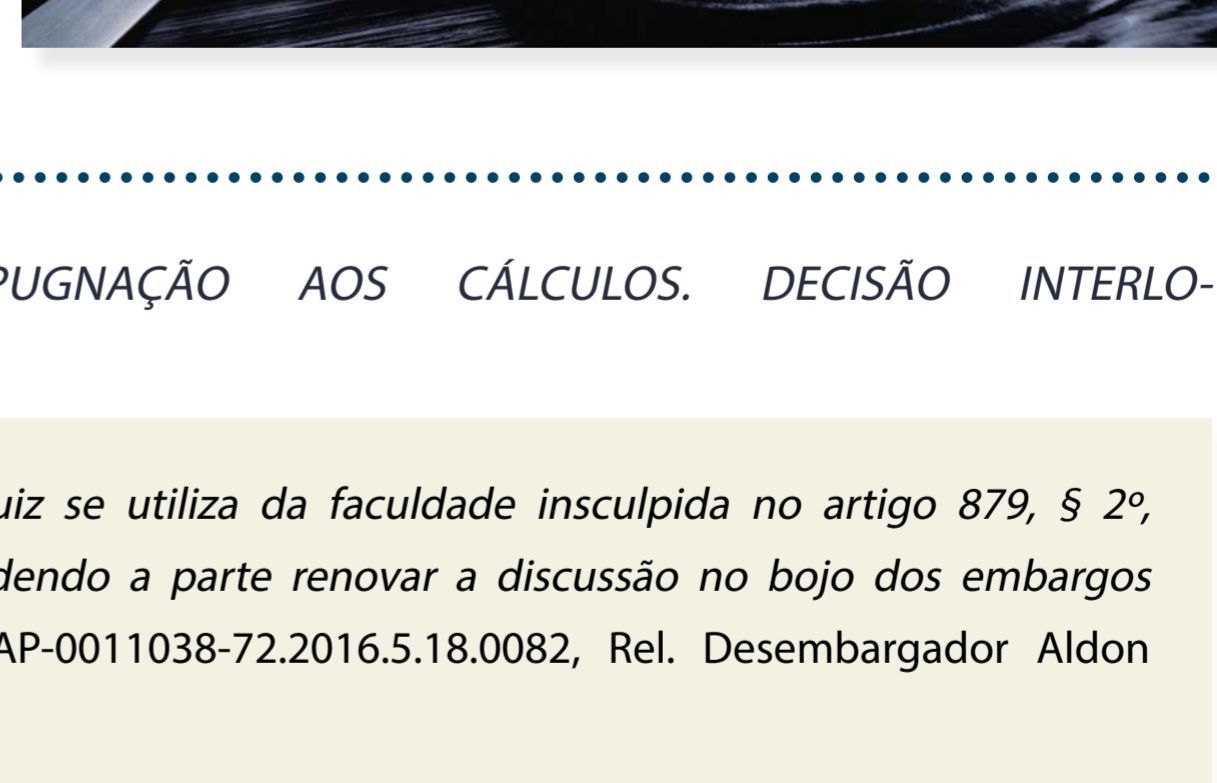 PUGNAÇÃO AOS CÁLCULOS. DECISÃO INTERLO-
uiz se utiliza da faculdade insculpida no artigo 879, § 2º,
dendo a parte renovar a discussão no bojo dos embargos
AP-0011038-72.2016.5.18.0082, Rel. Desembargador Aldon